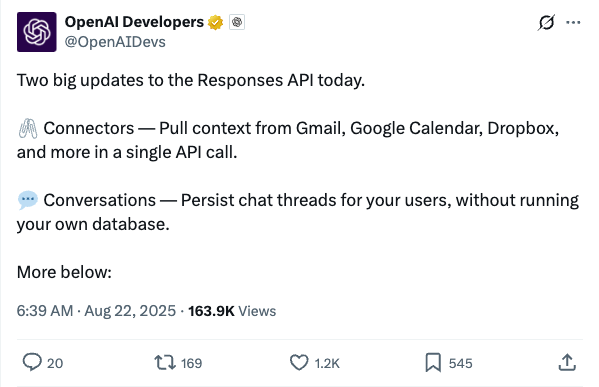 OpenAI Developers
@OpenAIDevs
Two big updates to the Responses API today.
🖇️ Connectors — Pull context from Gmail, Google Calendar, Dropbox,
and more in a single API call.
💬 Conversations — Persist chat threads for your users, without running
your own database.
More below:
6:39 AM · Aug 22, 2025 · 163.9K Views
20 169 1.2K 545